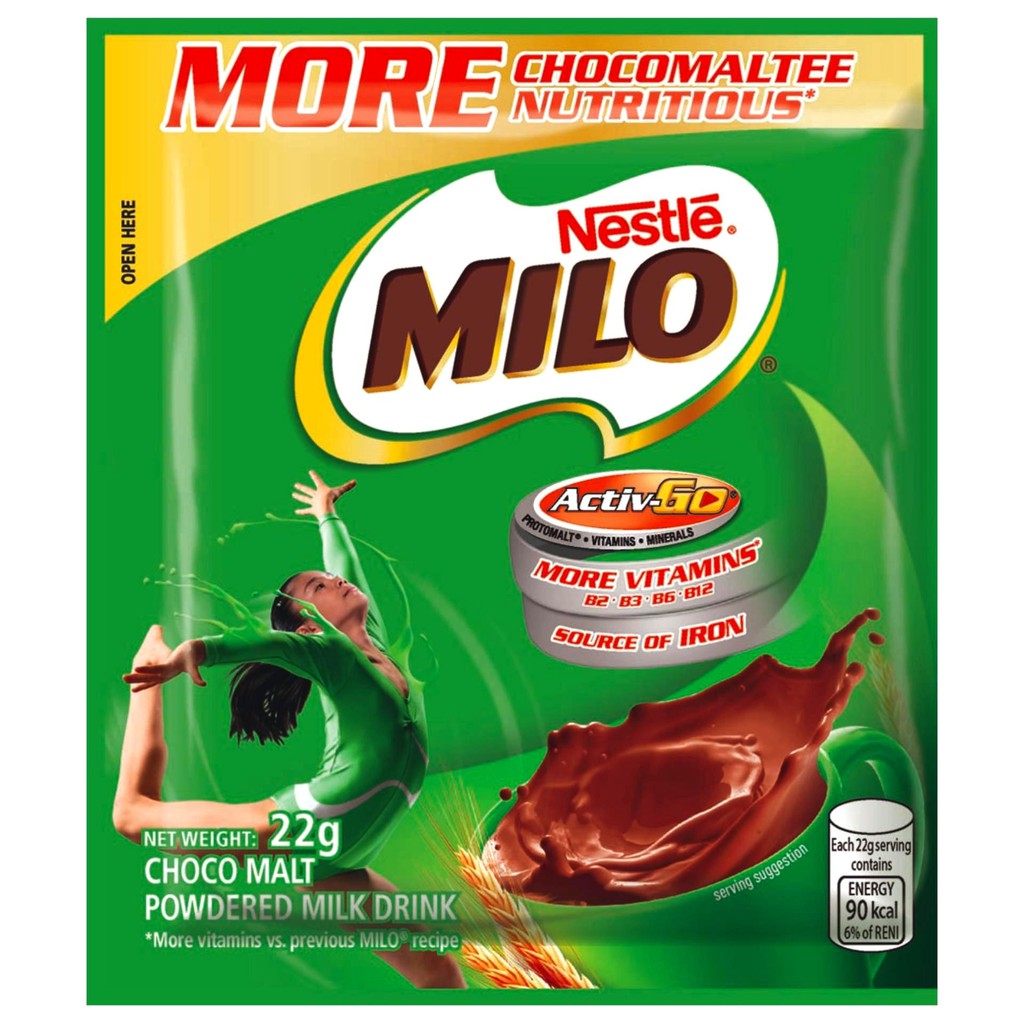 MORE CHOCOMALTEE
NUTRITIOUS*
OPEN HERE
Nestlé®
MILO®
Activ-Go®
PROTOMALT® • VITAMINS • MINERALS
MORE VITAMINS*
B2 · B3 · B6 · B12
SOURCE OF IRON
NET WEIGHT: 22g
CHOCO MALT
POWDERED MILK DRINK
*More vitamins vs. previous MILO® recipe
serving suggestion
Each 22g serving
contains
ENERGY
90 kcal
6% of RENI